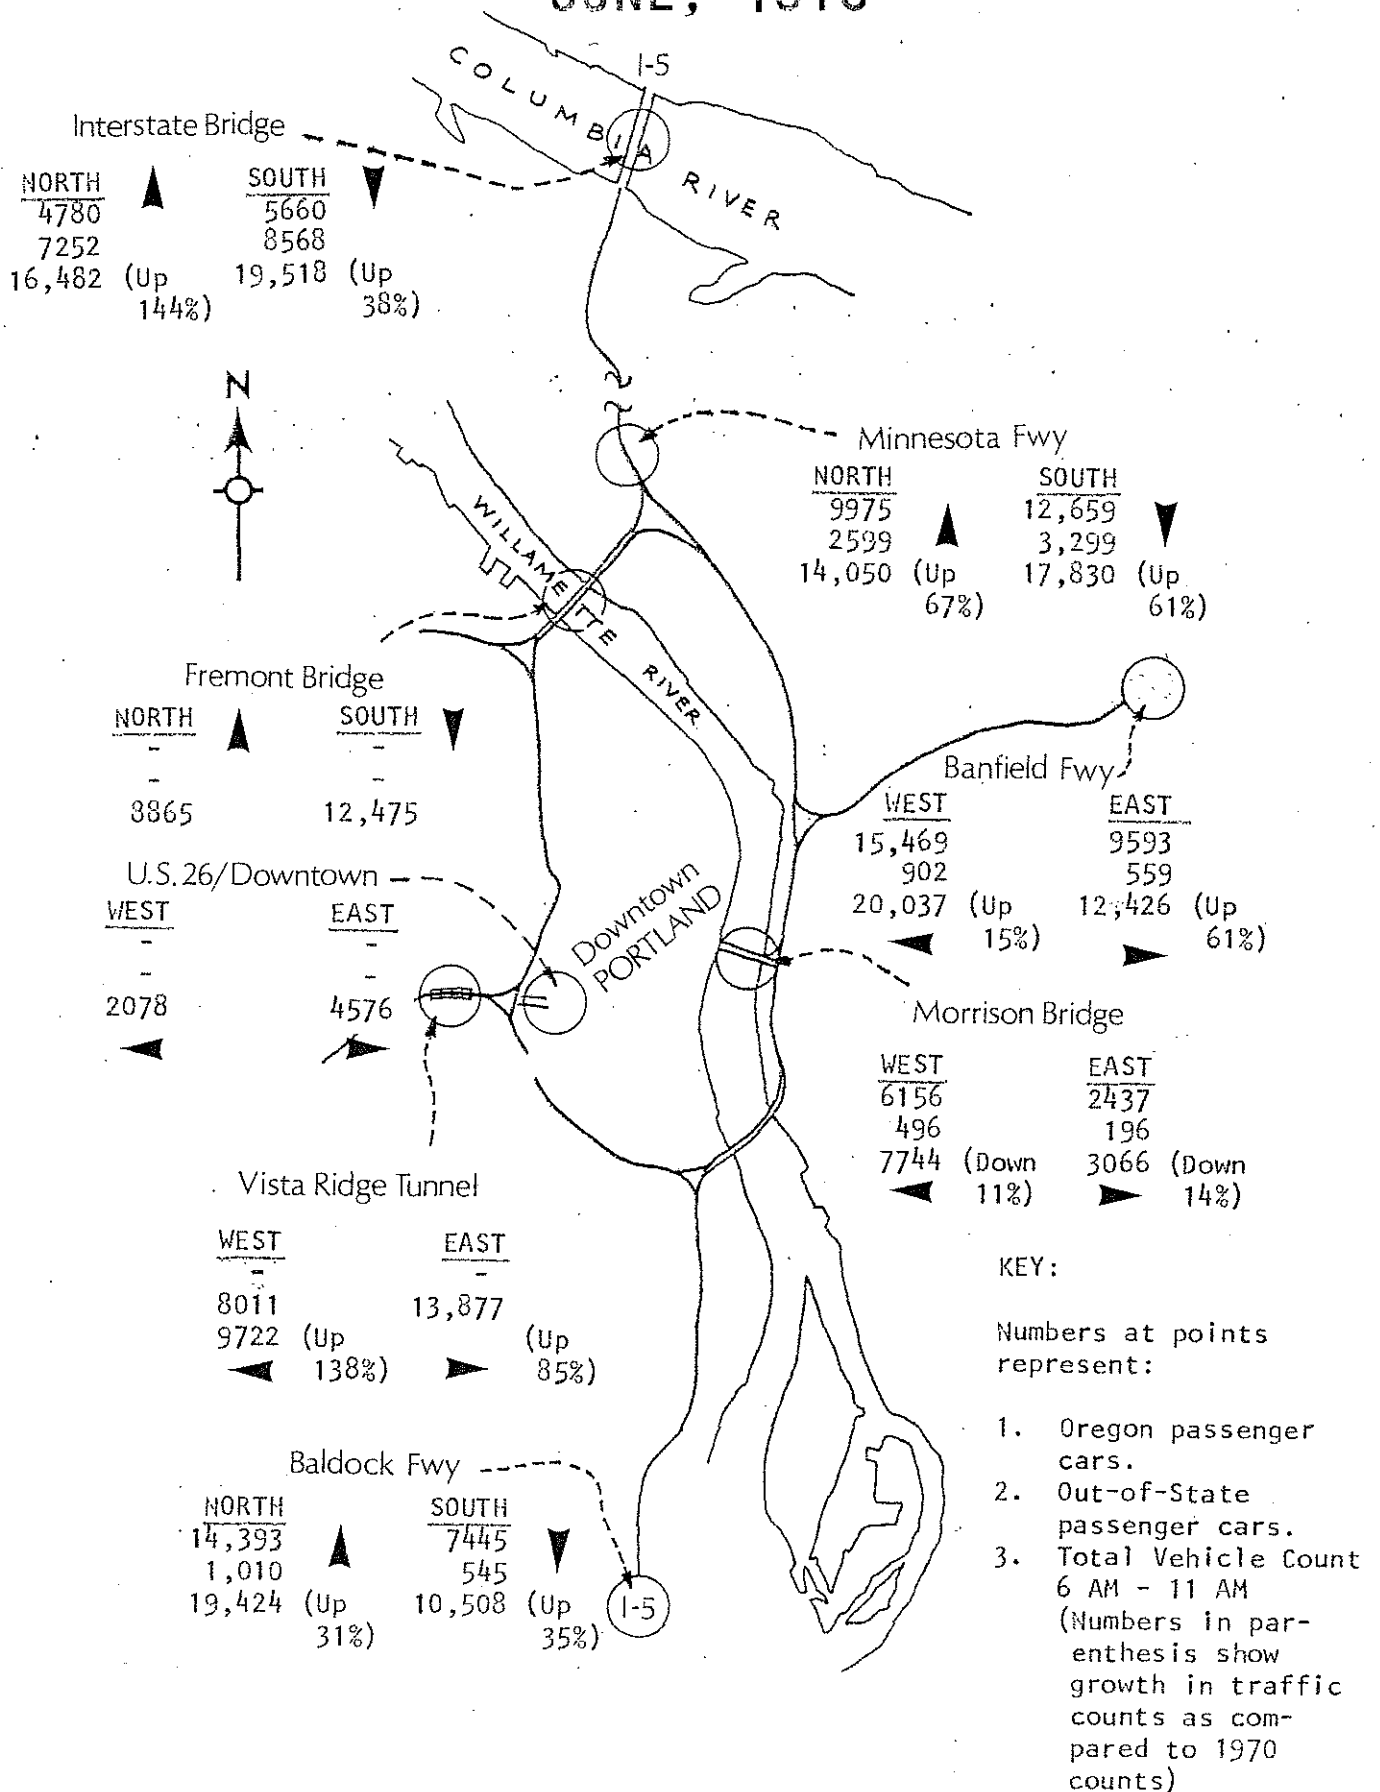 JUNE,
I-5
COLUMBIA RIVER
Interstate Bridge
NORTH SOUTH
4780 5660
7252 8568
16,482 (Up 19,518 (Up
144%) 38%)
N
Minnesota Fwy
NORTH SOUTH
9975 12,659
2599 3,299
14,050 (Up 17,830 (Up
67%) 61%)
WILLAMETTE RIVER
Fremont Bridge
NORTH SOUTH
- -
- -
8865 12,475
Banfield Fwy
WEST EAST
15,469 9593
902 559
20,037 (Up 12,426 (Up
15%) 61%)
U.S. 26/Downtown
WEST EAST
- -
- -
2078 4576
Downtown
PORTLAND
Morrison Bridge
WEST EAST
6156 2437
496 196
7744 (Down 3066 (Down
11%) 14%)
Vista Ridge Tunnel
WEST EAST
- -
8011 13,877
9722 (Up (Up
138%) 85%)
Baldock Fwy
NORTH SOUTH
14,393 7445
1,010 545
19,424 (Up 10,508 (Up
31%) 35%)
I-5
KEY:
Numbers at points
represent:
1. Oregon passenger
cars.
2. Out-of-State
passenger cars.
3. Total Vehicle Count
6 AM - 11 AM
(Numbers in par-
enthesis show
growth in traffic
counts as com-
pared to 1970
counts)